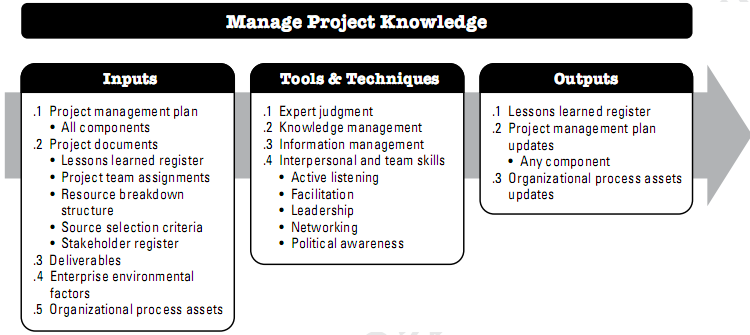 Manage Project Knowledge
Inputs
.1 Project management plan
• All components
.2 Project documents
• Lessons learned register
• Project team assignments
• Resource breakdown
structure
• Source selection criteria
• Stakeholder register
.3 Deliverables
.4 Enterprise environmental
factors
.5 Organizational process assets
Tools & Techniques
.1 Expert judgment
.2 Knowledge management
.3 Information management
.4 Interpersonal and team skills
• Active listening
• Facilitation
• Leadership
• Networking
• Political awareness
Outputs
.1 Lessons learned register
.2 Project management plan
updates
• Any component
.3 Organizational process assets
updates